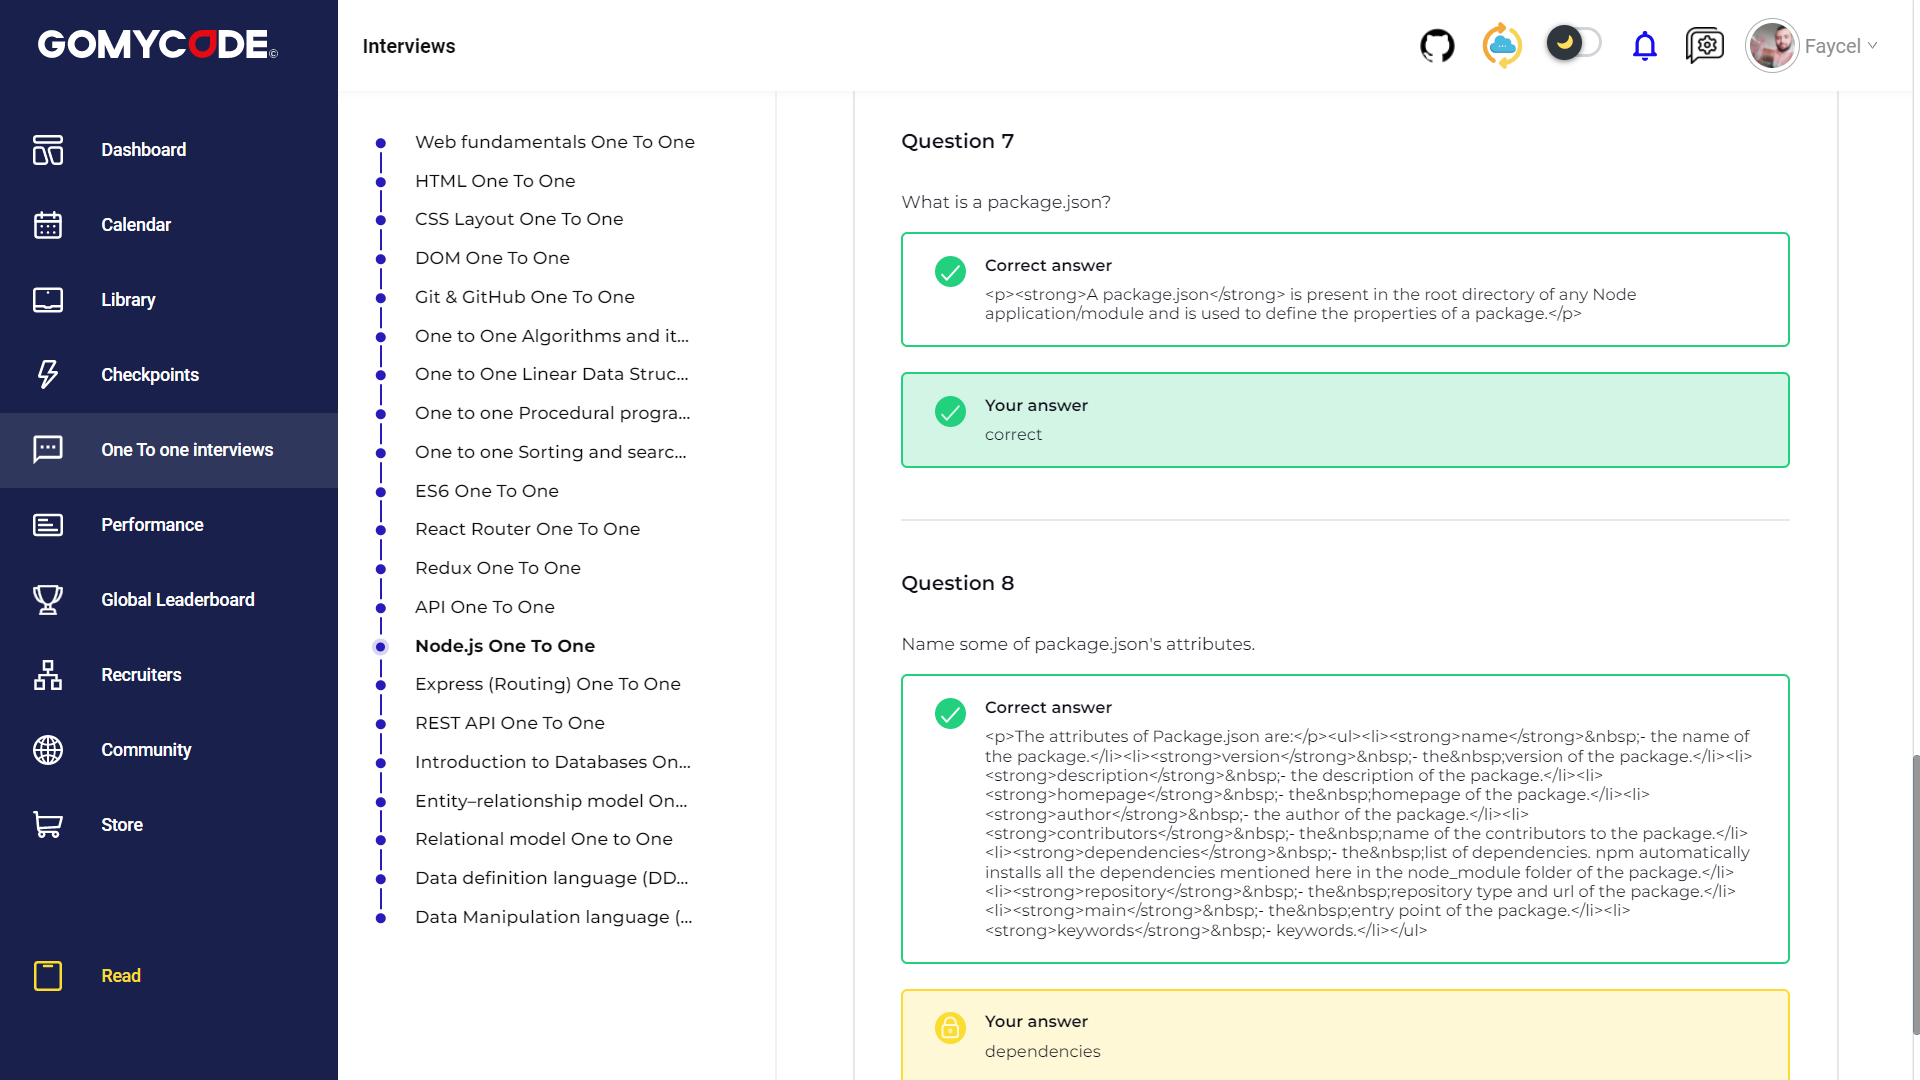 GOMYCODE©
Dashboard
Calendar
Library
Checkpoints
One To one interviews
Performance
Global Leaderboard
Recruiters
Community
Store
Read
Interviews
Faycel
Web fundamentals One To One
HTML One To One
CSS Layout One To One
DOM One To One
Git & GitHub One To One
One to One Algorithms and it...
One to One Linear Data Struc...
One to one Procedural progra...
One to one Sorting and searc...
ES6 One To One
React Router One To One
Redux One To One
API One To One
Node.js One To One
Express (Routing) One To One
REST API One To One
Introduction to Databases On...
Entity–relationship model On...
Relational model One to One
Data definition language (DD...
Data Manipulation language (...
Question 7
What is a package.json?
Correct answer
<p><strong>A package.json</strong> is present in the root directory of any Node
application/module and is used to define the properties of a package.</p>
Your answer
correct
Question 8
Name some of package.json's attributes.
Correct answer
<p>The attributes of Package.json are:</p><ul><li><strong>name</strong>&nbsp;- the name of
the package.</li><li><strong>version</strong>&nbsp;- the&nbsp;version of the package.</li><li>
<strong>description</strong>&nbsp;- the description of the package.</li><li>
<strong>homepage</strong>&nbsp;- the&nbsp;homepage of the package.</li><li>
<strong>author</strong>&nbsp;- the author of the package.</li><li>
<strong>contributors</strong>&nbsp;- the&nbsp;name of the contributors to the package.</li>
<li><strong>dependencies</strong>&nbsp;- the&nbsp;list of dependencies. npm automatically
installs all the dependencies mentioned here in the node_module folder of the package.</li>
<li><strong>repository</strong>&nbsp;- the&nbsp;repository type and url of the package.</li>
<li><strong>main</strong>&nbsp;- the&nbsp;entry point of the package.</li><li>
<strong>keywords</strong>&nbsp;- keywords.</li></ul>
Your answer
dependencies